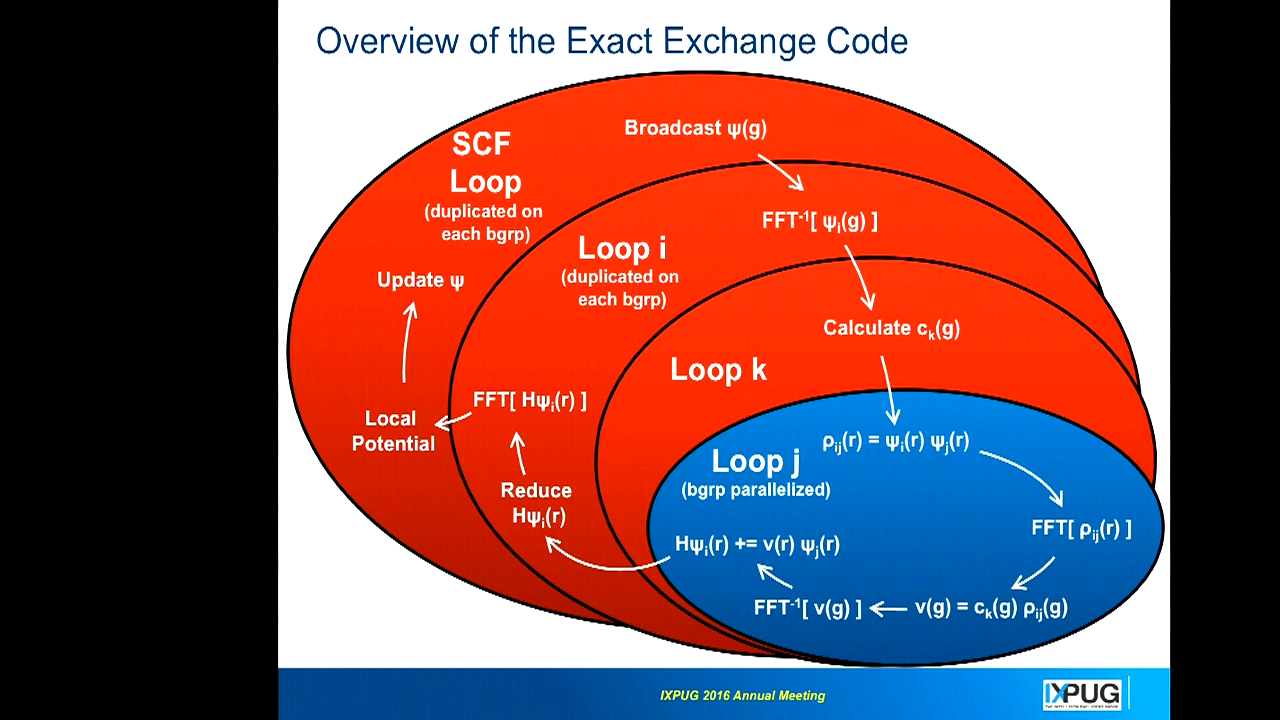 Overview of the Exact Exchange Code
SCF
Loop
(duplicated on
each bgrp)
Broadcast ψ(g)
FFT⁻¹[ ψᵢ(g) ]
Loop i
(duplicated on
each bgrp)
Update ψ
Calculate cₖ(g)
Loop k
FFT[ Hψᵢ(r) ]
Local
Potential
ρᵢⱼ(r) = ψᵢ(r) ψⱼ(r)
Loop j
(bgrp parallelized)
Reduce
Hψᵢ(r)
FFT[ ρᵢⱼ(r) ]
Hψᵢ(r) += v(r) ψⱼ(r)
FFT⁻¹[ v(g) ]
v(g) = cₖ(g) ρᵢⱼ(g)
IXPUG 2016 Annual Meeting
IXPUG